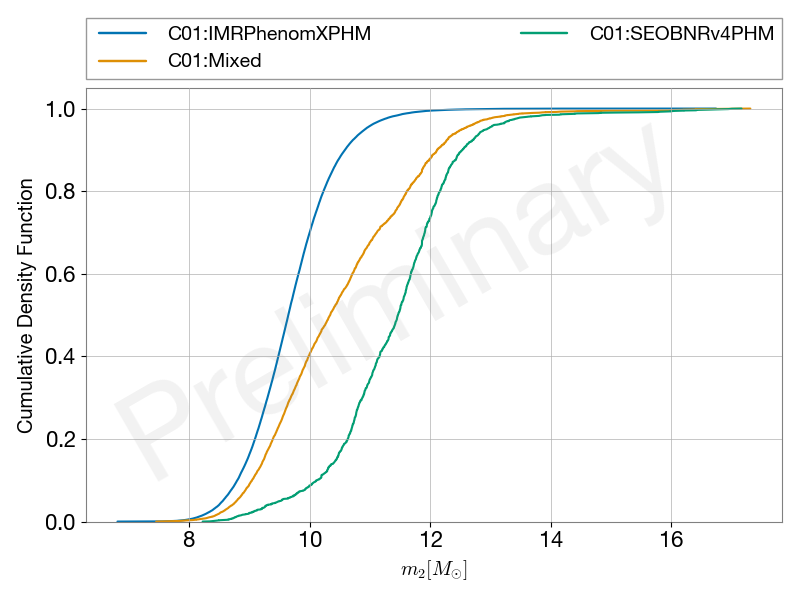 C01:IMRPhenomXPHM
C01:Mixed
C01:SEOBNRv4PHM
Cumulative Density Function
1.0
0.8
0.6
0.4
0.2
0.0
8 10 12 14 16
m₂[M⊙]
Preliminary